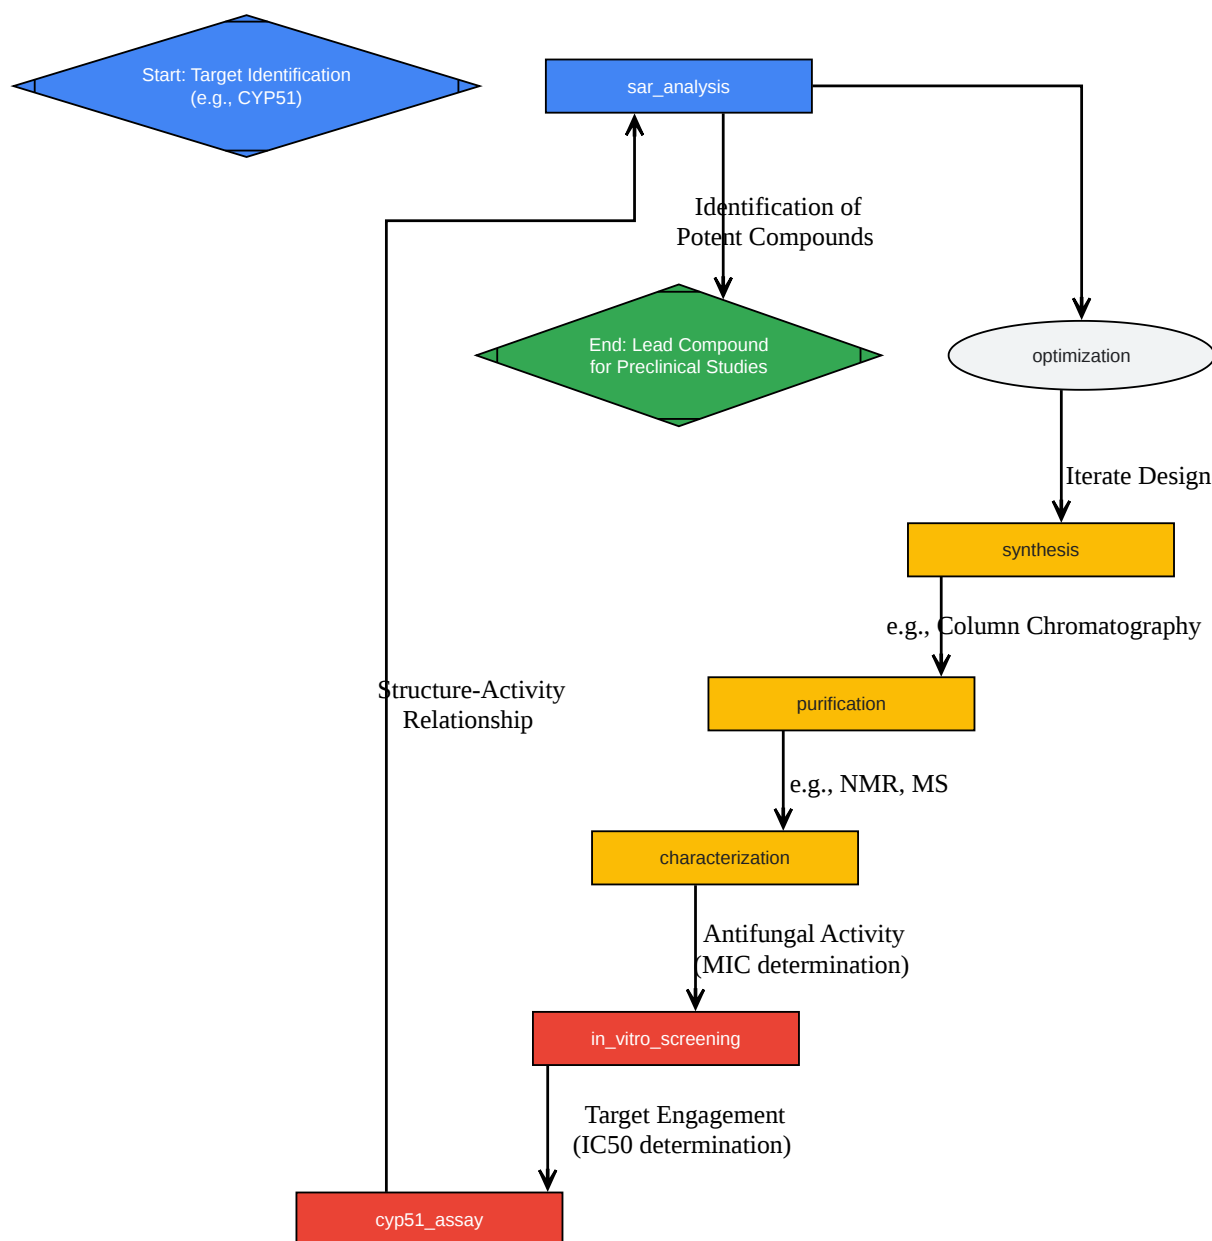 Start: Target Identification
(e.g., CYP51)
sar_analysis
Identification of
Potent Compounds
End: Lead Compound
for Preclinical Studies
optimization
Iterate Design
synthesis
e.g., Column Chromatography
Structure-Activity
Relationship
purification
e.g., NMR, MS
characterization
Antifungal Activity
(MIC determination)
in_vitro_screening
Target Engagement
(IC50 determination)
cyp51_assay